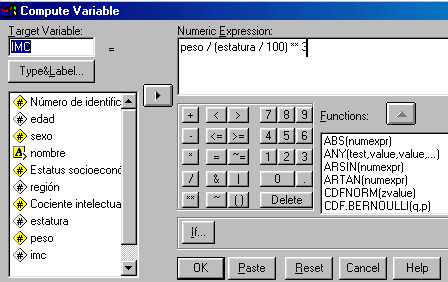 Compute Variable
Target Variable:
IMC
=
Numeric Expression:
peso / (estatura / 100) ** 3
Type&Label...
Número de identific
edad
sexo
nombre
Estatus socioeconó
región
Cociente intelectua
estatura
peso
imc
+ < > 7 8 9
- <= >= 4 5 6
* = ~= 1 2 3
/ & | 0 .
** ~ () Delete
Functions:
ABS(numexpr)
ANY(test,value,value,...)
ARSIN(numexpr)
ARTAN(numexpr)
CDFNORM(zvalue)
CDF.BERNOULLI(q,p)
If...
OK Paste Reset Cancel Help